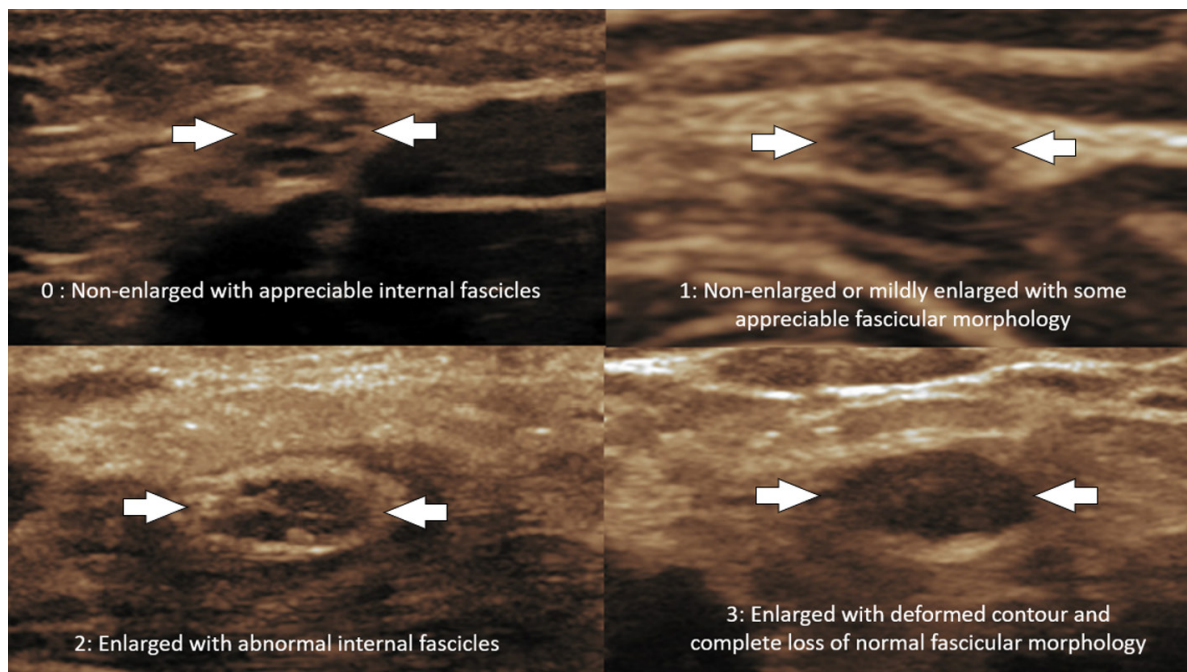 0 : Non-enlarged with appreciable internal fascicles
1: Non-enlarged or mildly enlarged with some
appreciable fascicular morphology
2: Enlarged with abnormal internal fascicles
3: Enlarged with deformed contour and
complete loss of normal fascicular morphology